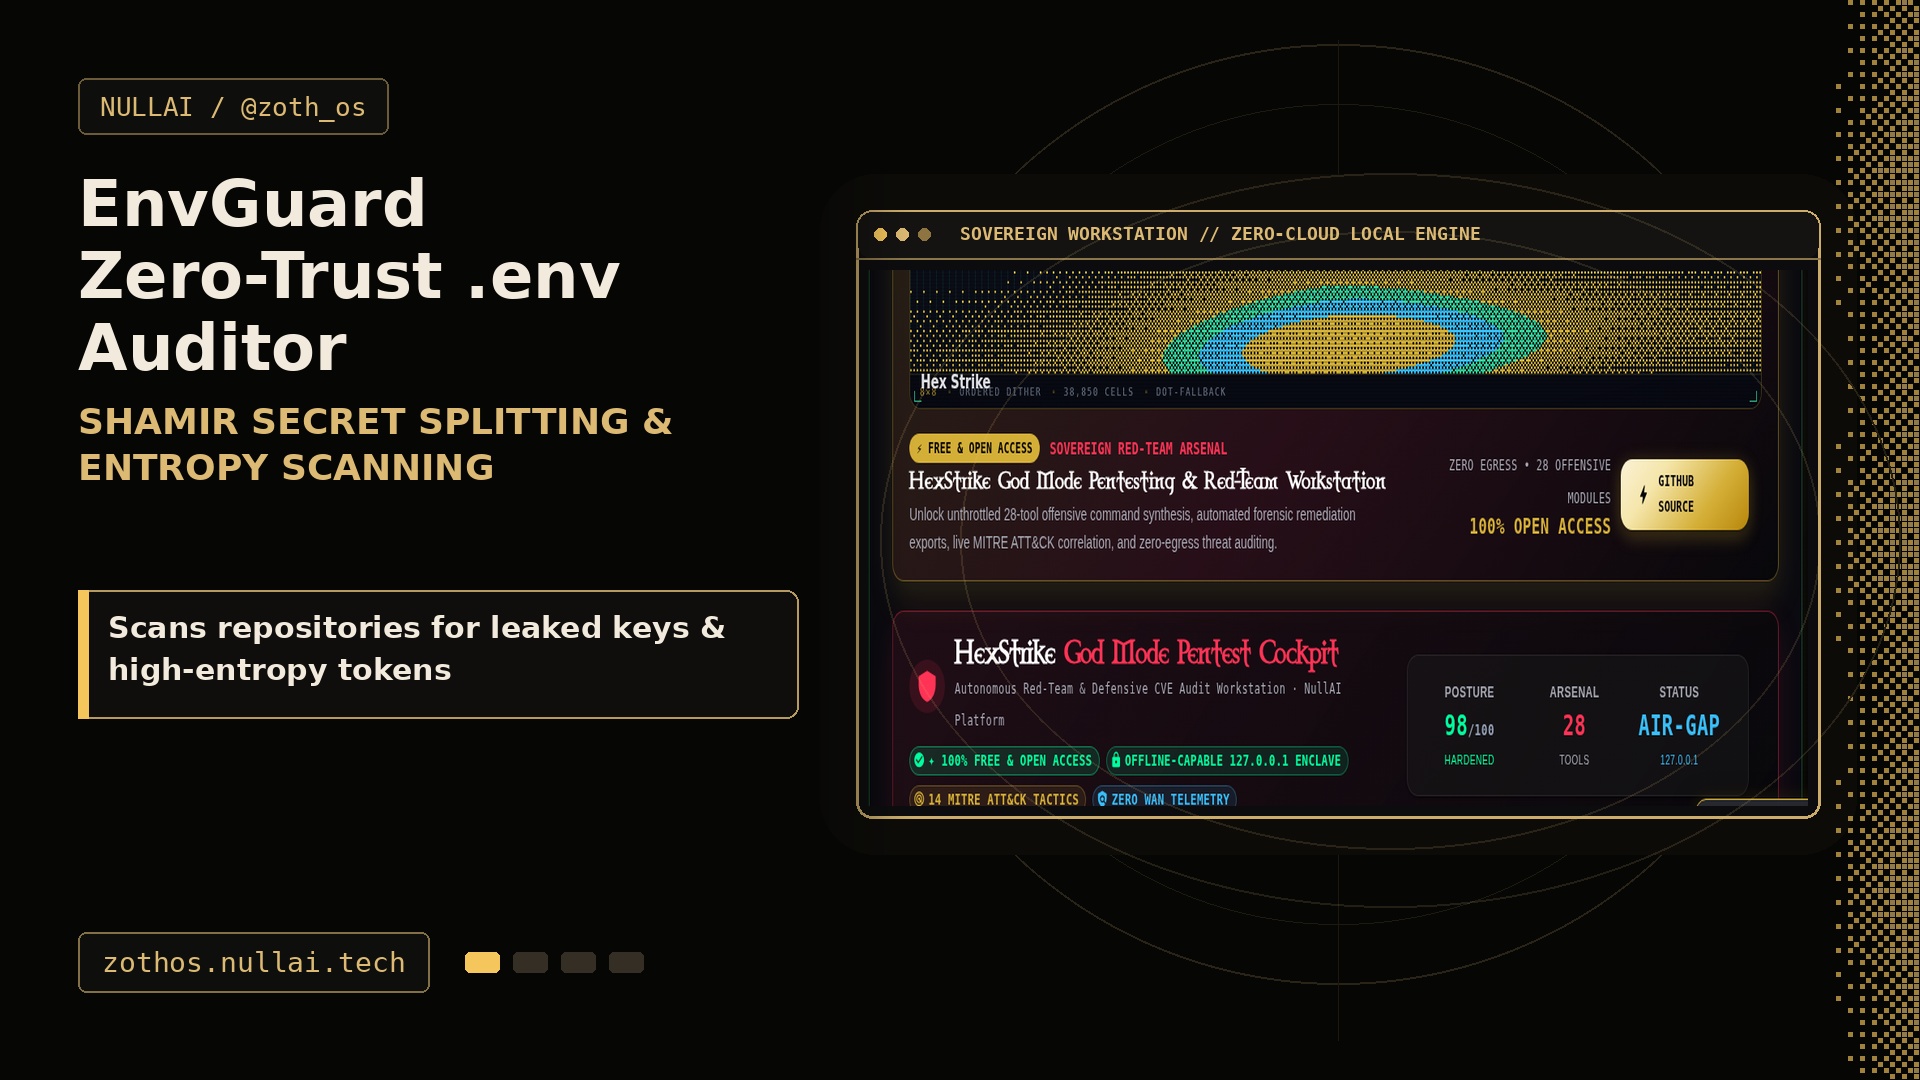 NULLAI / @zoth_os
EnvGuard
Zero-Trust .env
Auditor
SHAMIR SECRET SPLITTING &
ENTROPY SCANNING
Scans repositories for leaked keys &
high-entropy tokens
zothos.nullai.tech
SOVEREIGN WORKSTATION // ZERO-CLOUD LOCAL ENGINE
Hex Strike
8×8 · ORDERED DITHER · 38,850 CELLS · DOT-FALLBACK
FREE & OPEN ACCESS SOVEREIGN RED-TEAM ARSENAL
HexStrike God Mode Pentesting & Red-Team Workstation
Unlock unthrottled 28-tool offensive command synthesis, automated forensic remediation
exports, live MITRE ATT&CK correlation, and zero-egress threat auditing.
ZERO EGRESS • 28 OFFENSIVE
MODULES
100% OPEN ACCESS
GITHUB
SOURCE
HexStrike God Mode Pentest Cockpit
Autonomous Red-Team & Defensive CVE Audit Workstation · NullAI
Platform
100% FREE & OPEN ACCESS OFFLINE-CAPABLE 127.0.0.1 ENCLAVE
14 MITRE ATT&CK TACTICS ZERO WAN TELEMETRY
POSTURE ARSENAL STATUS
98/100 28 AIR-GAP
HARDENED TOOLS 127.0.0.1